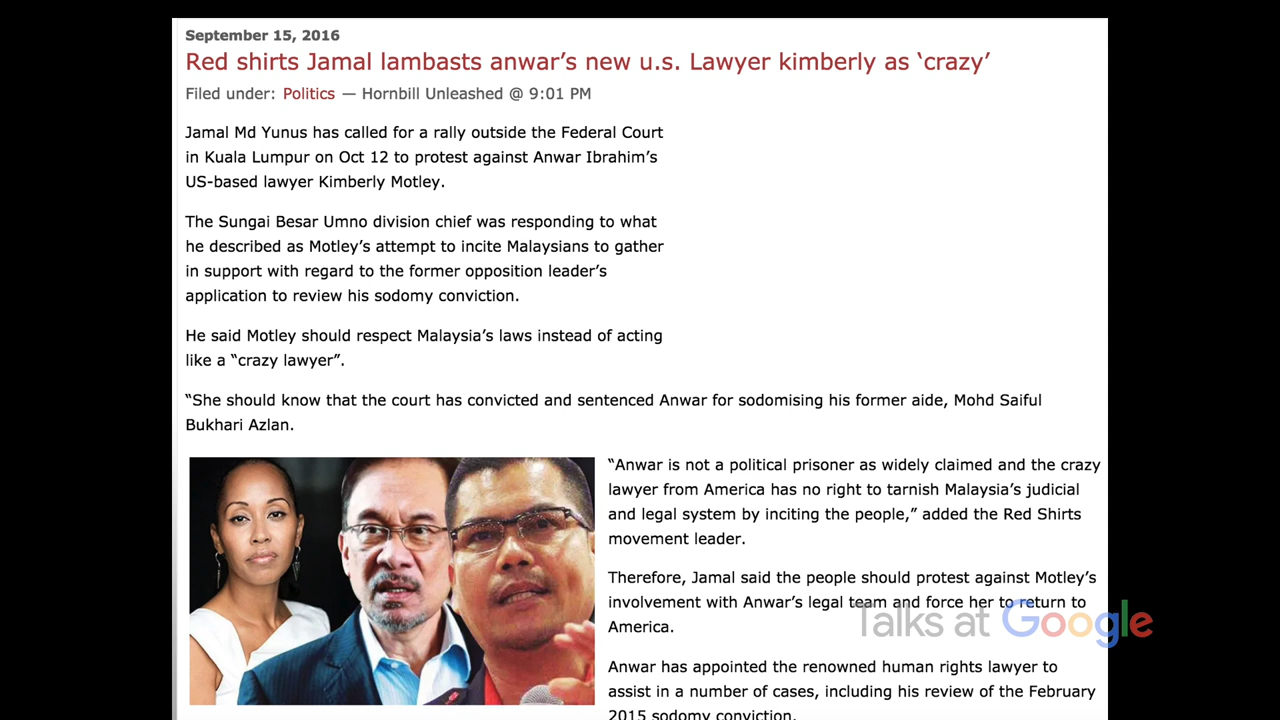 September 15, 2016
Red shirts Jamal lambasts anwar’s new u.s. Lawyer kimberly as ‘crazy’
Filed under: Politics — Hornbill Unleashed @ 9:01 PM
Jamal Md Yunus has called for a rally outside the Federal Court
in Kuala Lumpur on Oct 12 to protest against Anwar Ibrahim’s
US-based lawyer Kimberly Motley.
The Sungai Besar Umno division chief was responding to what
he described as Motley’s attempt to incite Malaysians to gather
in support with regard to the former opposition leader’s
application to review his sodomy conviction.
He said Motley should respect Malaysia’s laws instead of acting
like a “crazy lawyer”.
“She should know that the court has convicted and sentenced Anwar for sodomising his former aide, Mohd Saiful
Bukhari Azlan.
“Anwar is not a political prisoner as widely claimed and the crazy
lawyer from America has no right to tarnish Malaysia’s judicial
and legal system by inciting the people,” added the Red Shirts
movement leader.
Therefore, Jamal said the people should protest against Motley’s
involvement with Anwar’s legal team and force her to return to
America.
Talks at Google
Anwar has appointed the renowned human rights lawyer to
assist in a number of cases, including his review of the February
2015 sodomy conviction.